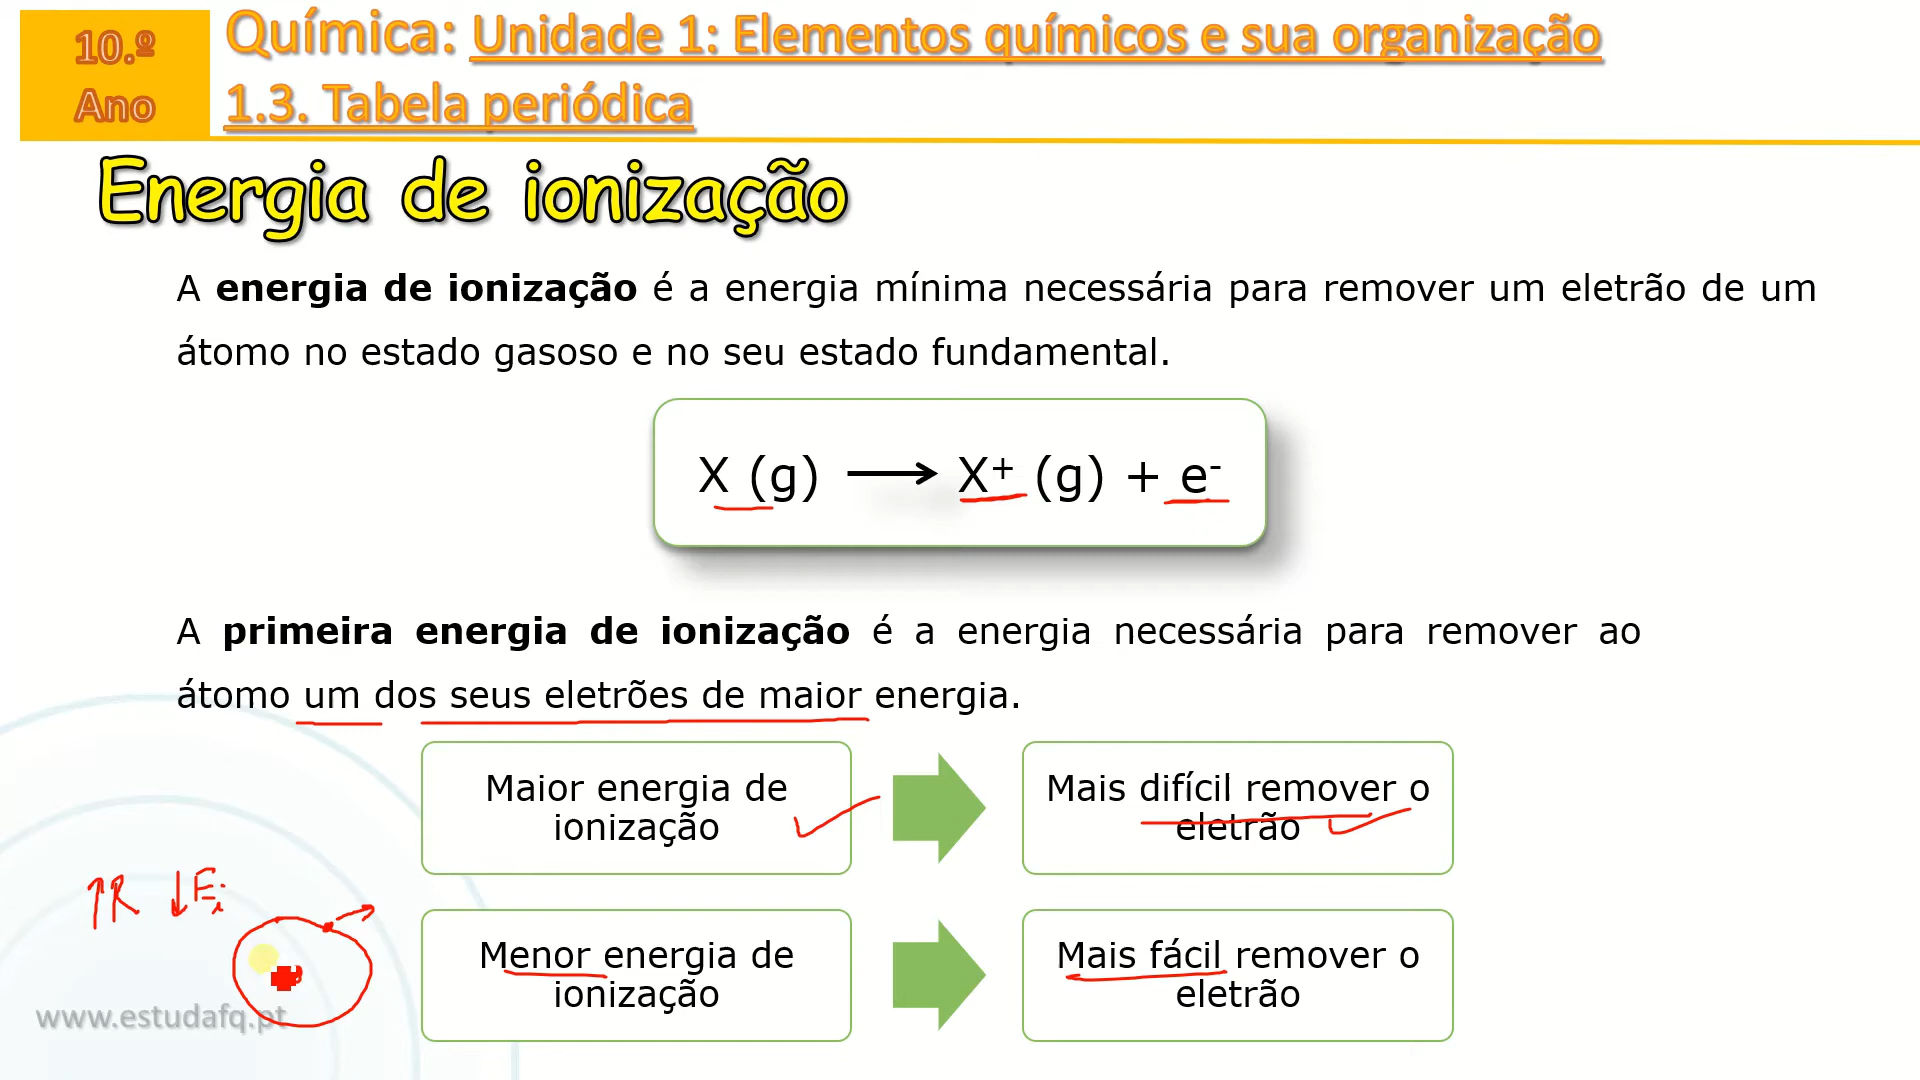 10.º
Ano
Química: Unidade 1: Elementos químicos e sua organização
1.3. Tabela periódica
Energia de ionização
A energia de ionização é a energia mínima necessária para remover um eletrão de um
átomo no estado gasoso e no seu estado fundamental.
X (g) ⟶ X⁺ (g) + e⁻
A primeira energia de ionização é a energia necessária para remover ao
átomo um dos seus eletrões de maior energia.
Maior energia de
ionização
Mais difícil remover o
eletrão
↑R ↓Ei
Menor energia de
ionização
Mais fácil remover o
eletrão
www.estudafq.pt